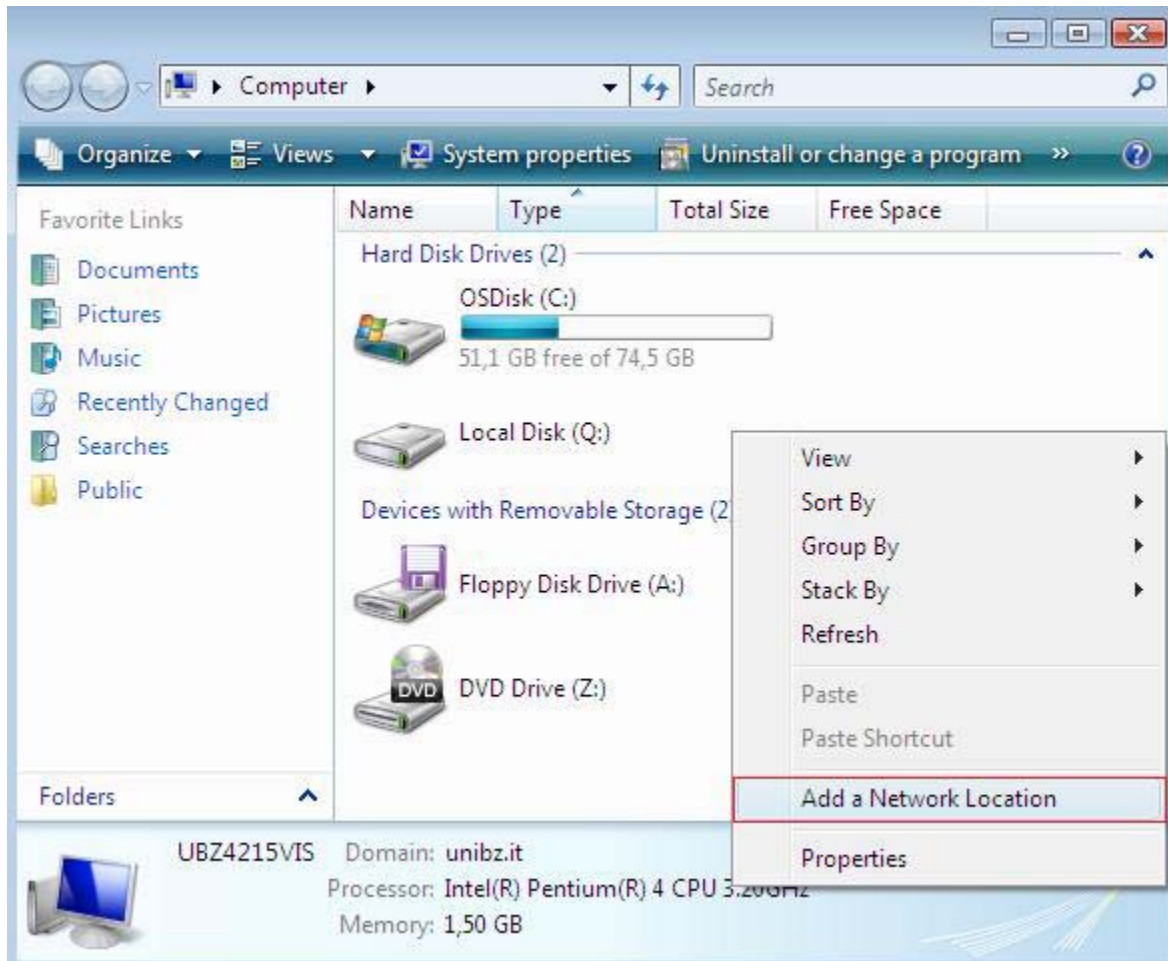 Computer
Search
Organize Views System properties Uninstall or change a program »
Favorite Links
Documents
Pictures
Music
Recently Changed
Searches
Public
Folders
Name Type Total Size Free Space
Hard Disk Drives (2)
OSDisk (C:)
51,1 GB free of 74,5 GB
Local Disk (Q:)
Devices with Removable Storage (2
Floppy Disk Drive (A:)
DVD
DVD Drive (Z:)
View
Sort By
Group By
Stack By
Refresh
Paste
Paste Shortcut
Add a Network Location
Properties
UBZ4215VIS Domain: unibz.it
Processor: Intel(R) Pentium(R) 4 CPU 3.20GHz
Memory: 1,50 GB